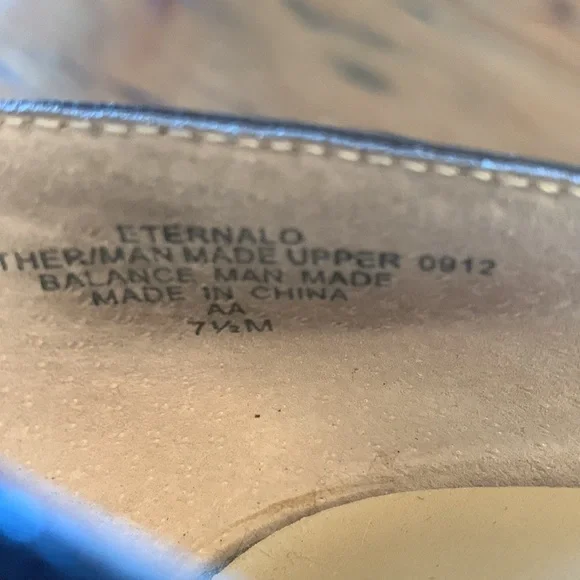 ETERNALO
THER/MAN MADE UPPER 0912
BALANCE MAN MADE
MADE IN CHINA
AA
7½M